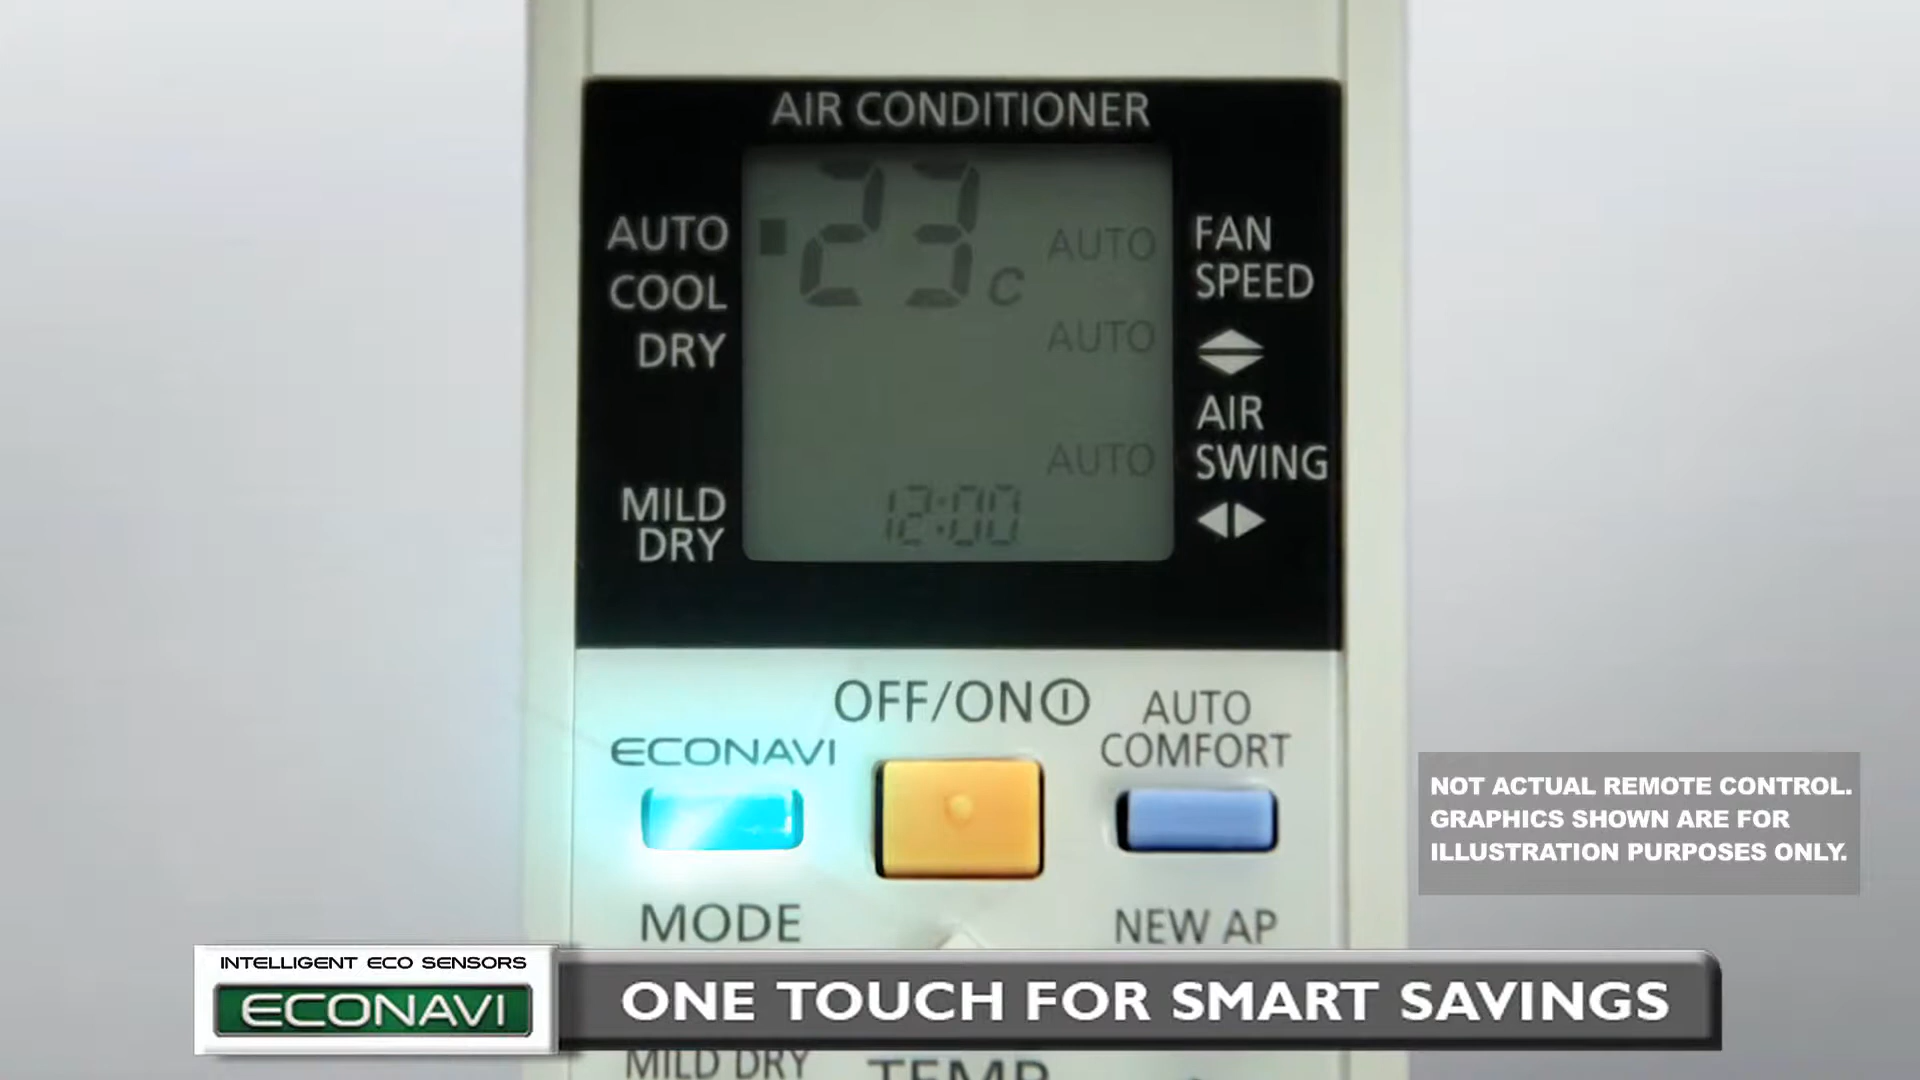 AIR CONDITIONER
23c
AUTO
COOL
DRY
MILD
DRY
AUTO
AUTO
AUTO
12:00
FAN
SPEED
AIR
SWING
OFF/ON
ECONAVI
AUTO
COMFORT
MODE
NEW AP
NOT ACTUAL REMOTE CONTROL.
GRAPHICS SHOWN ARE FOR
ILLUSTRATION PURPOSES ONLY.
INTELLIGENT ECO SENSORS
ECONAVI
ONE TOUCH FOR SMART SAVINGS
MILD DRY
TEMP